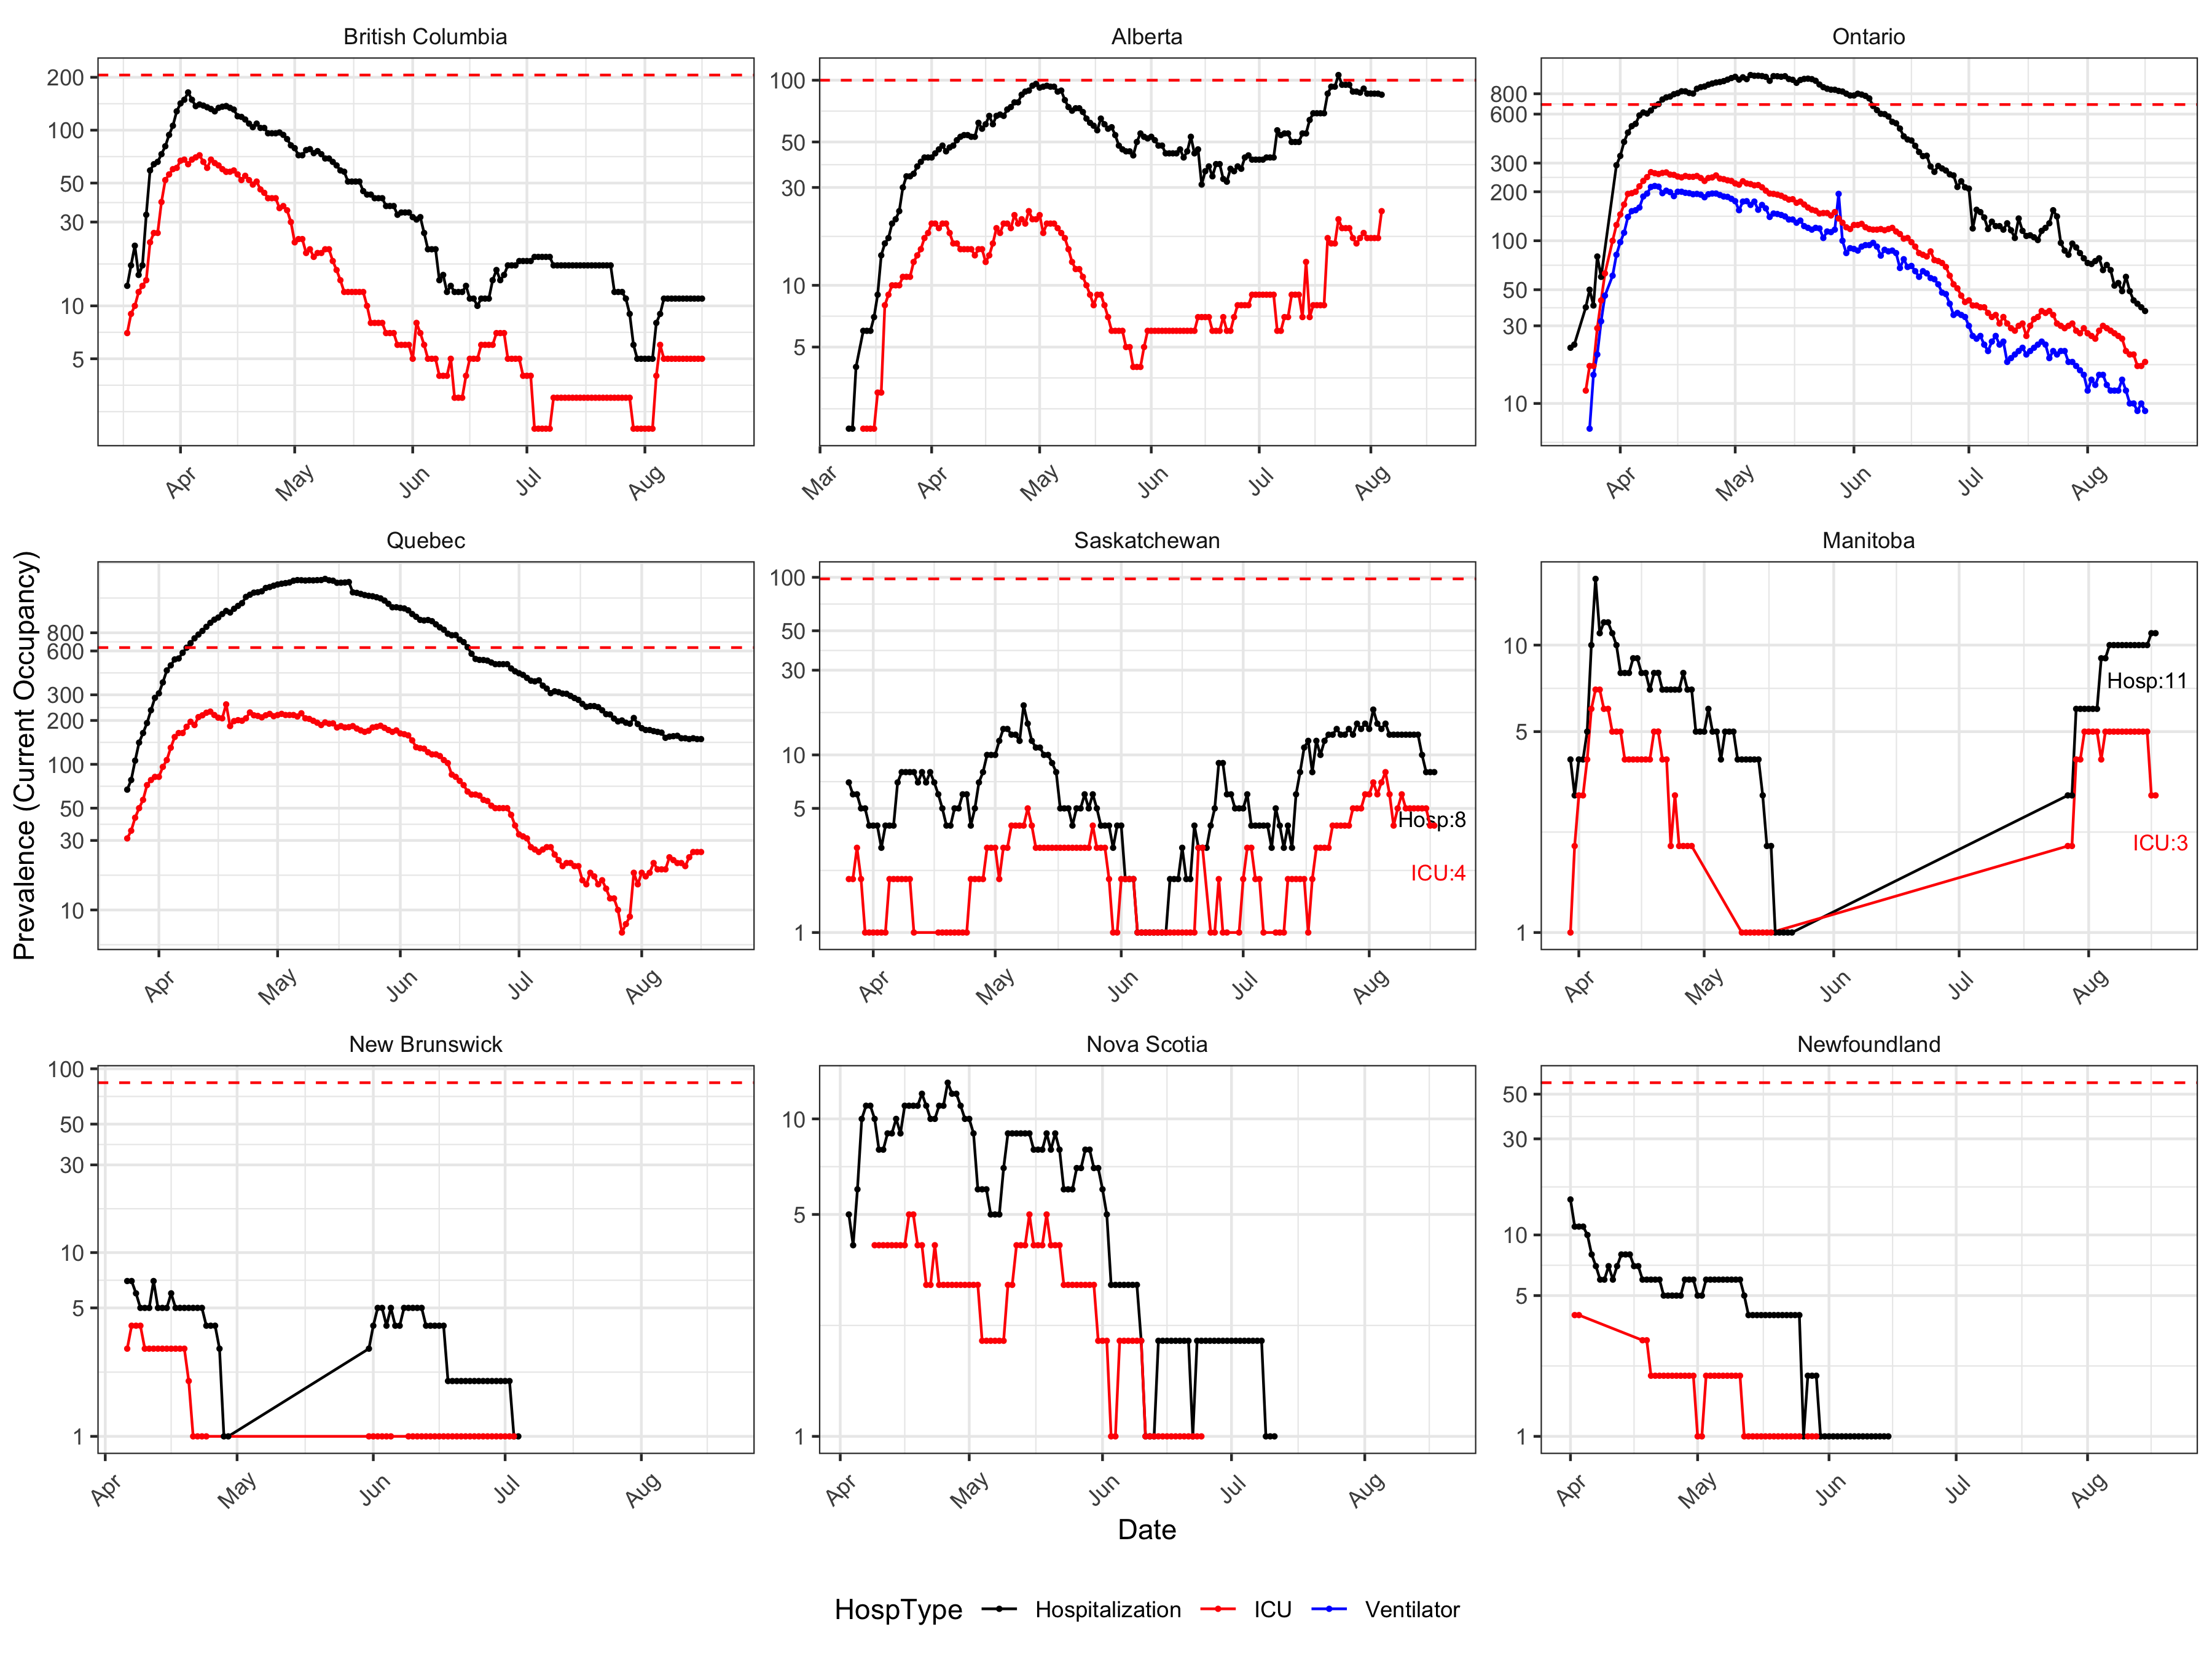 British Columbia
Alberta
Ontario
200
100
50
30
10
5
100
50
30
10
5
800
600
300
200
100
50
30
10
Apr May Jun Jul Aug
Mar Apr May Jun Jul Aug
Apr May Jun Jul Aug
Prevalence (Current Occupancy)
Quebec
Saskatchewan
Manitoba
800
600
300
200
100
50
30
10
100
50
30
10
5
1
Hosp:8
ICU:4
10
5
1
Hosp:11
ICU:3
Apr May Jun Jul Aug
Apr May Jun Jul Aug
Apr May Jun Jul Aug
New Brunswick
Nova Scotia
Newfoundland
100
50
30
10
5
1
10
5
1
50
30
10
5
1
Apr May Jun Jul Aug
Apr May Jun Jul Aug
Apr May Jun Jul Aug
Date
HospType Hospitalization ICU Ventilator